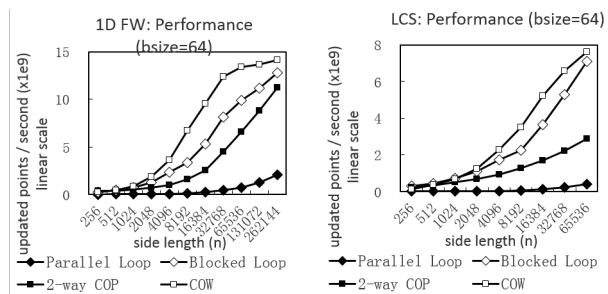 1D FW: Performance
(bsize=64)
updated points / second (x1e9)
linear scale
15
10
5
0
256
512
1024
2048
4096
8192
16384
32768
65536
131072
262144
side length (n)
Parallel Loop
Blocked Loop
2-way COP
COW
LCS: Performance (bsize=64)
updated points / second (x1e9)
linear scale
8
6
4
2
0
256
512
1024
2048
4096
8192
16384
32768
65536
side length (n)
Parallel Loop
Blocked Loop
2-way COP
COW